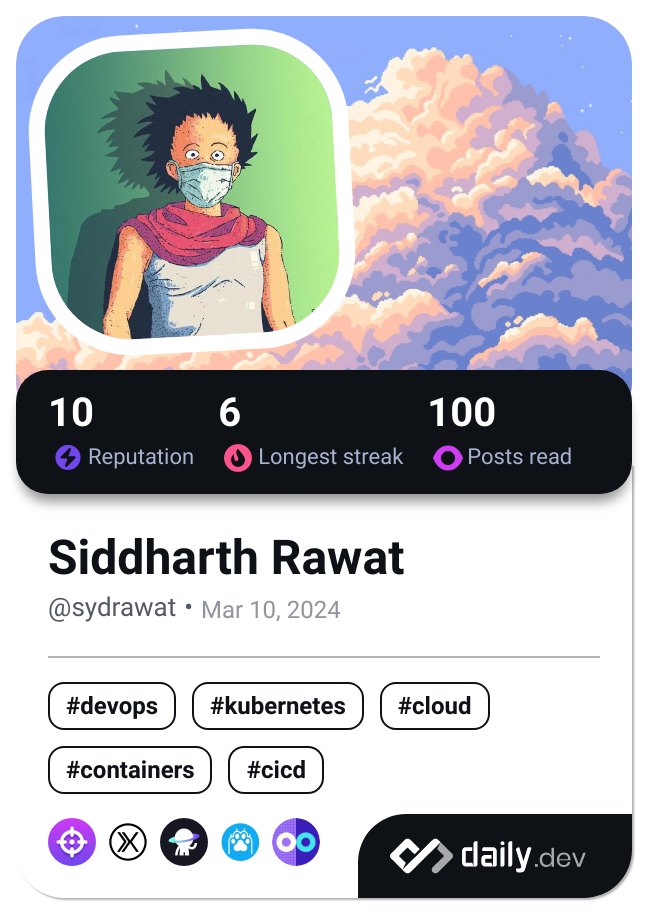 10 6 100
Reputation Longest streak Posts read
Siddharth Rawat
@sydrawat • Mar 10, 2024
#devops #kubernetes #cloud
#containers #cicd
daily.dev